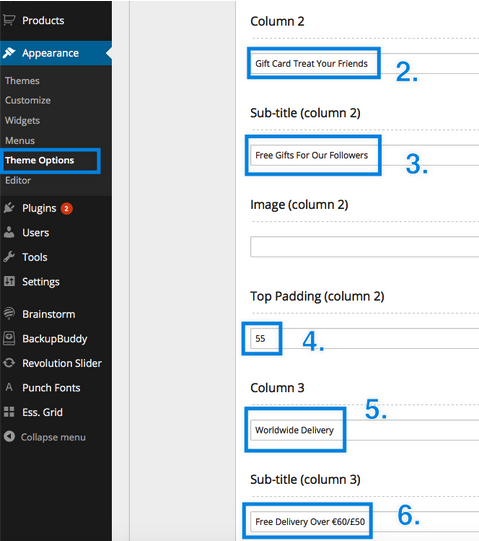 Products
Appearance
Themes
Customize
Widgets
Menus
Theme Options
Editor
Plugins 2
Users
Tools
Settings
Brainstorm
BackupBuddy
Revolution Slider
A Punch Fonts
Ess. Grid
Collapse menu
Column 2
Gift Card Treat Your Friends
2.
Sub-title (column 2)
Free Gifts For Our Followers
3.
Image (column 2)
Top Padding (column 2)
55
4.
Column 3
5.
Worldwide Delivery
Sub-title (column 3)
Free Delivery Over €60/£50
6.